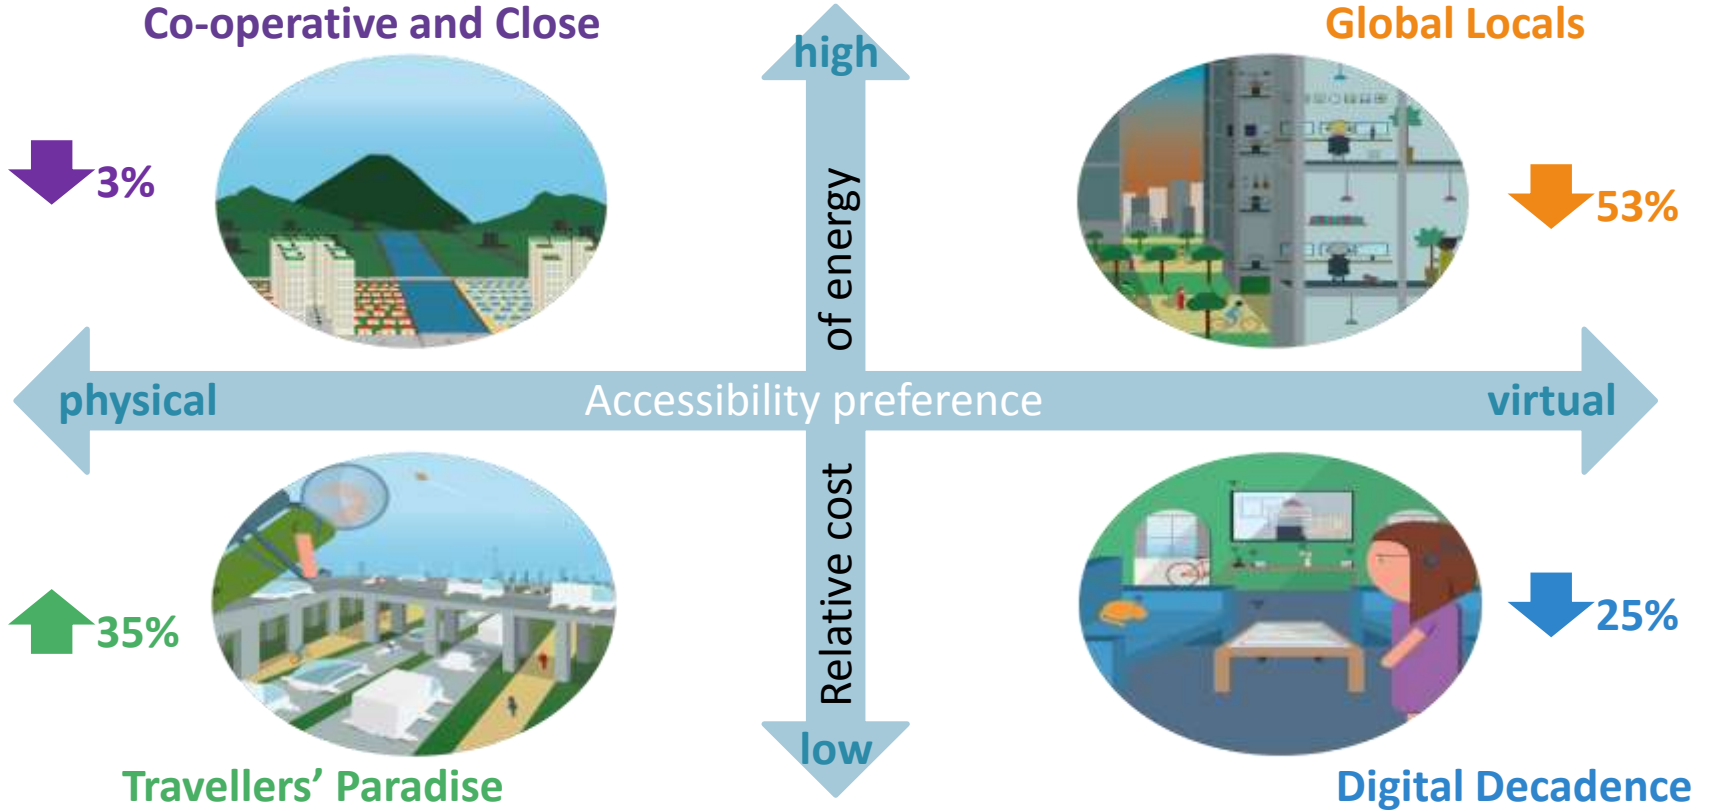 Co-operative and Close
high
Global Locals
3%
53%
of energy
physical
Accessibility preference
virtual
Relative cost
35%
25%
low
Travellers’ Paradise
Digital Decadence